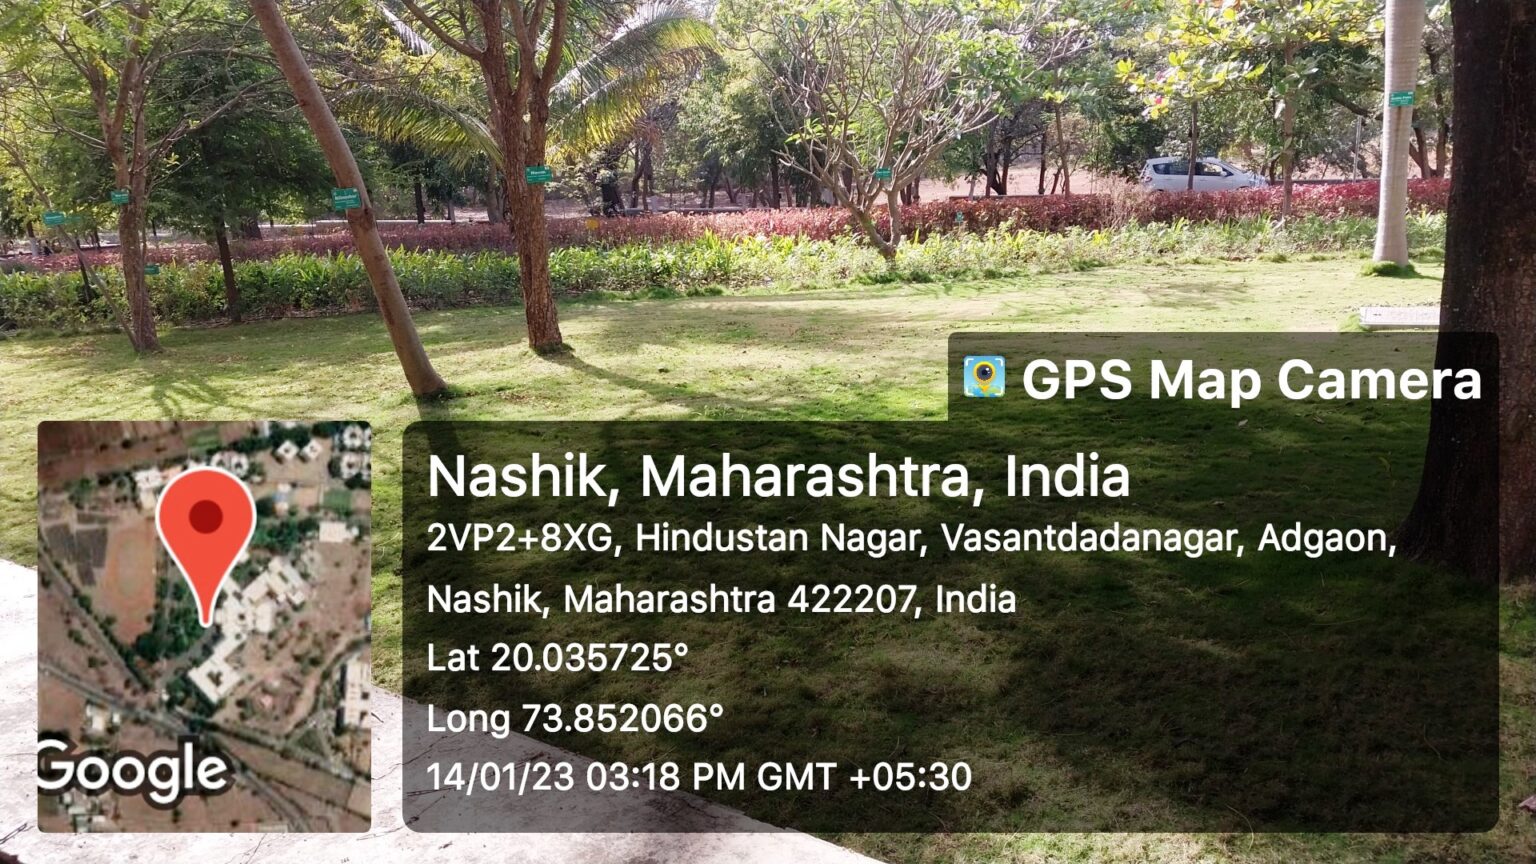 GPS Map Camera
Nashik, Maharashtra, India
2VP2+8XG, Hindustan Nagar, Vasantdadanagar, Adgaon,
Nashik, Maharashtra 422207, India
Lat 20.035725°
Long 73.852066°
14/01/23 03:18 PM GMT +05:30
Google